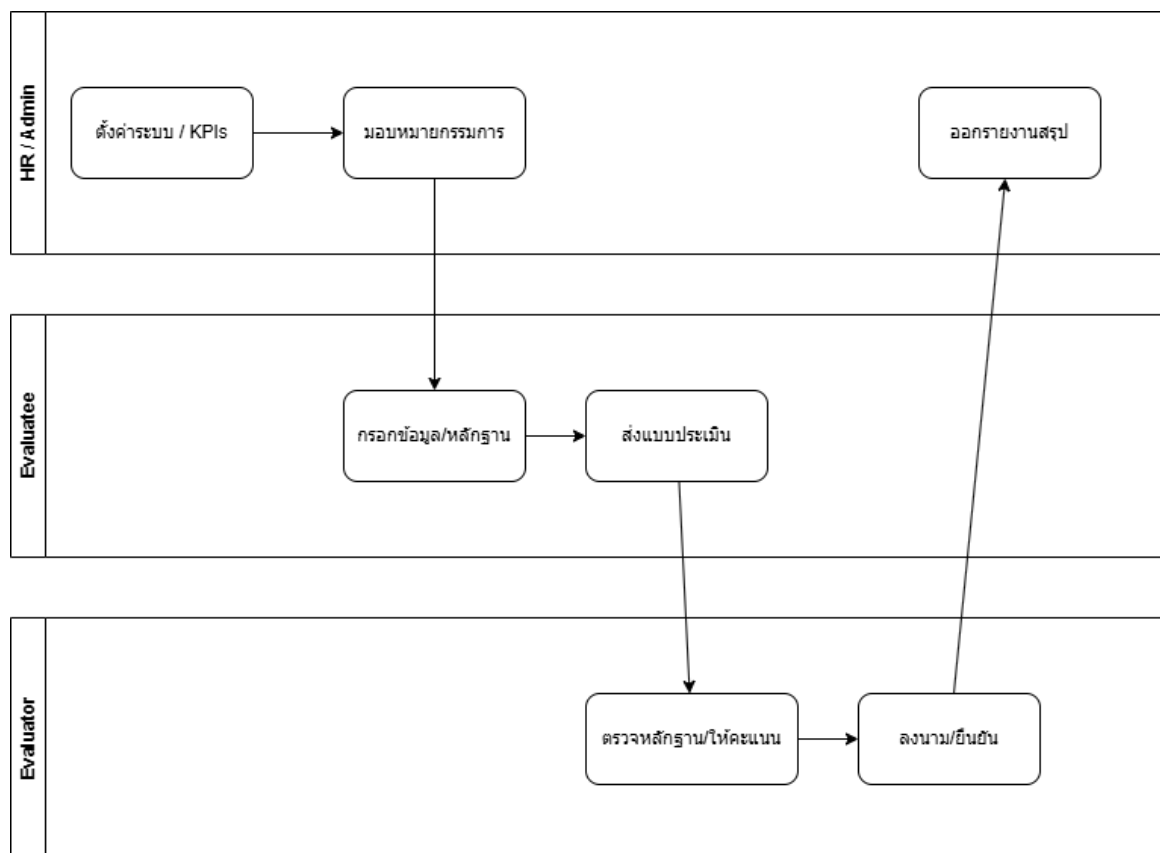 HR / Admin
ตั้งค่าระบบ / KPIs
มอบหมายกรรมการ
ออกรายงานสรุป
Evaluatee
กรอกข้อมูล/หลักฐาน
ส่งแบบประเมิน
Evaluator
ตรวจหลักฐาน/ให้คะแนน
ลงนาม/ยืนยัน